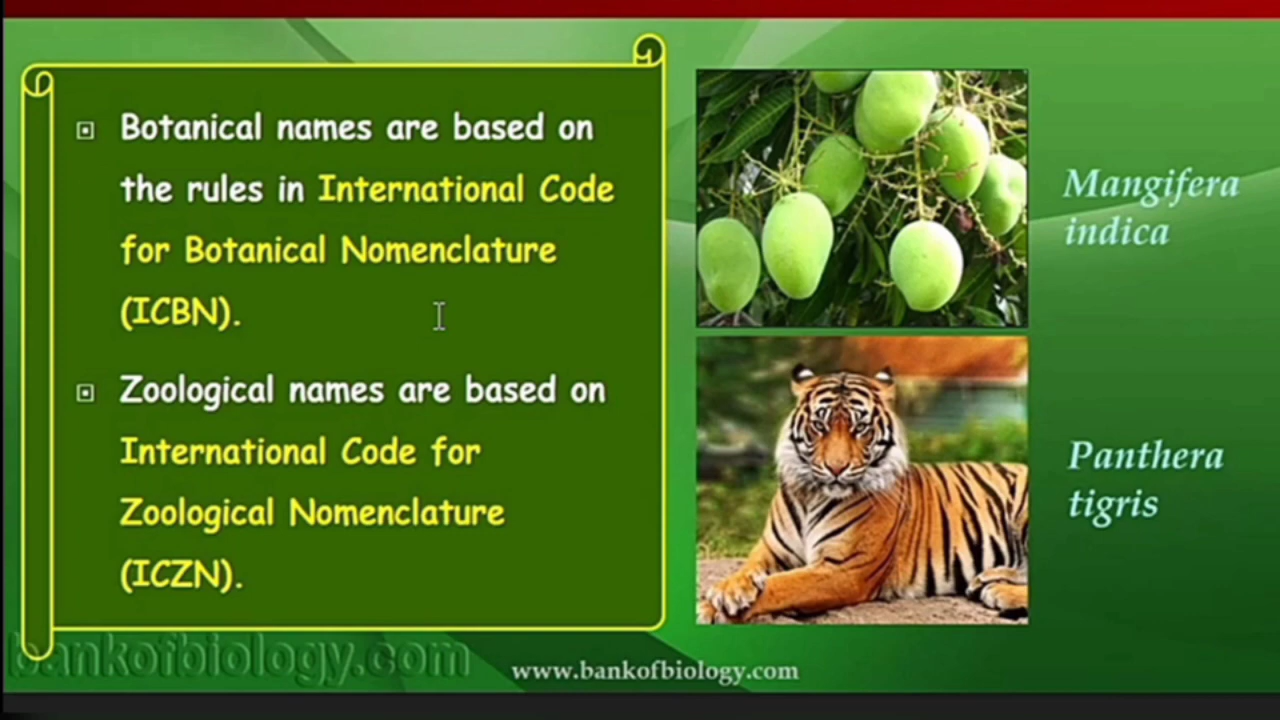 Botanical names are based on
the rules in International Code
for Botanical Nomenclature
(ICBN).
Zoological names are based on
International Code for
Zoological Nomenclature
(ICZN).
Mangifera
indica
Panthera
tigris
bankofbiology.com
www.bankofbiology.com